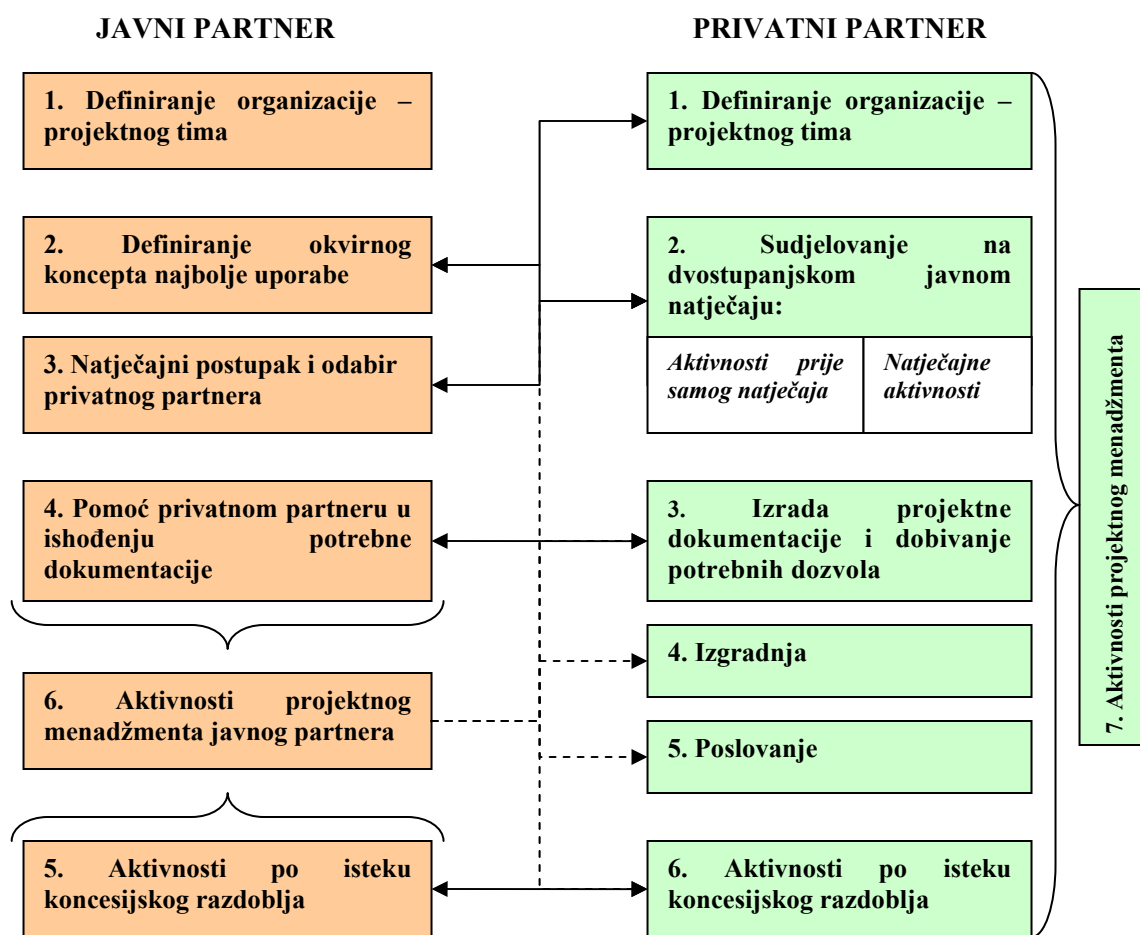 JAVNI PARTNER
1. Definiranje organizacije –
projektnog tima
2. Definiranje okvirnog
koncepta najbolje uporabe
3. Natječajni postupak i odabir
privatnog partnera
4. Pomoć privatnom partneru u
ishođenju potrebne
dokumentacije
6. Aktivnosti projektnog
menadžmenta javnog partnera
5. Aktivnosti po isteku
koncesijskog razdoblja
PRIVATNI PARTNER
1. Definiranje organizacije –
projektnog tima
2. Sudjelovanje na
dvostupanjskom javnom
natječaju:
Aktivnosti prije
samog natječaja
Natječajne
aktivnosti
3. Izrada projektne
dokumentacije i dobivanje
potrebnih dozvola
4. Izgradnja
5. Poslovanje
6. Aktivnosti po isteku
koncesijskog razdoblja
7. Aktivnosti projektnog menadžmenta